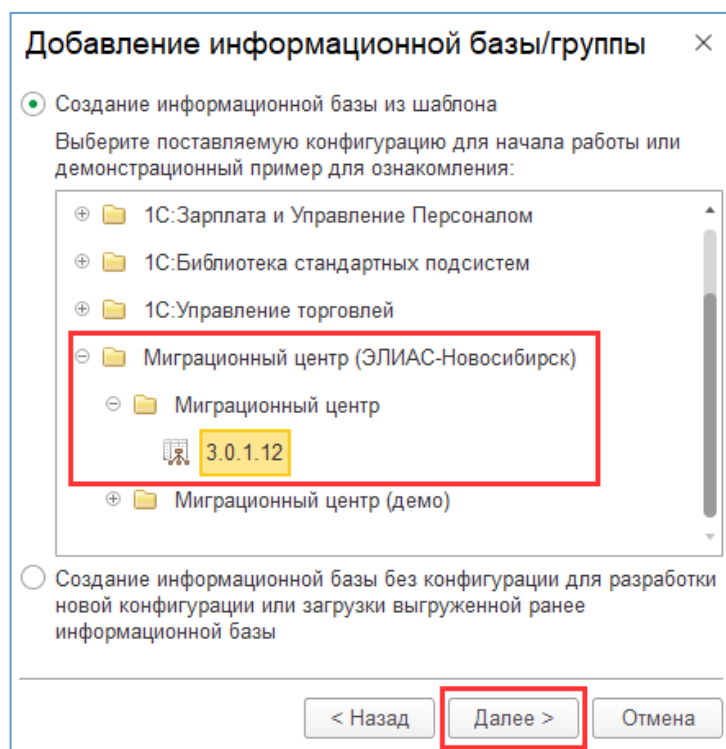 Добавление информационной базы/группы
Создание информационной базы из шаблона
Выберите поставляемую конфигурацию для начала работы или
демонстрационный пример для ознакомления:
1С:Зарплата и Управление Персоналом
1С:Библиотека стандартных подсистем
1С:Управление торговлей
Миграционный центр (ЭЛИАС-Новосибирск)
Миграционный центр
3.0.1.12
Миграционный центр (демо)
Создание информационной базы без конфигурации для разработки
новой конфигурации или загрузки выгруженной ранее
информационной базы
< Назад Далее > Отмена